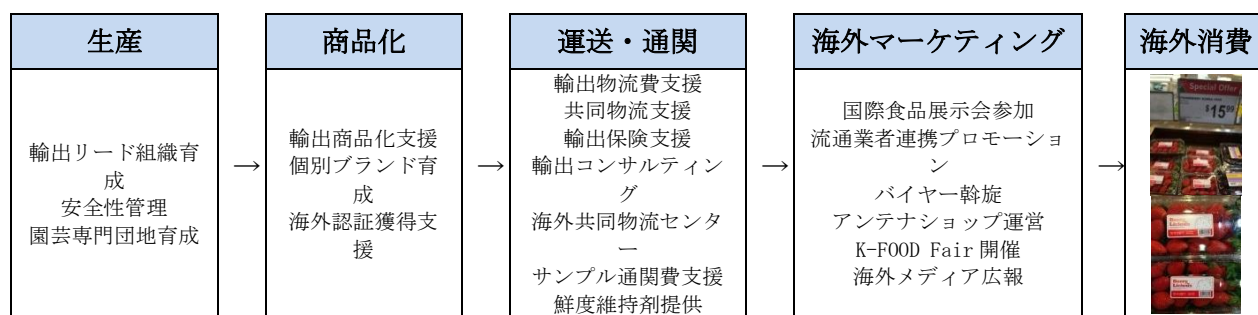 生産
輸出リード組織育
成
安全性管理
園芸専門団地育成
→
商品化
輸出商品化支援
個別ブランド育
成
海外認証獲得支
援
→
運送・通関
輸出物流費支援
共同物流支援
輸出保険支援
輸出コンサルティン
グ
海外共同物流センタ
ー
サンプル通関費支援
鮮度維持剤提供
→
海外マーケティング
国際食品展示会参加
流通業者連携プロモーショ
ン
バイヤー斡旋
アンテナショップ運営
K-FOOD Fair 開催
海外メディア広報
→
海外消費
Special Offer
$15